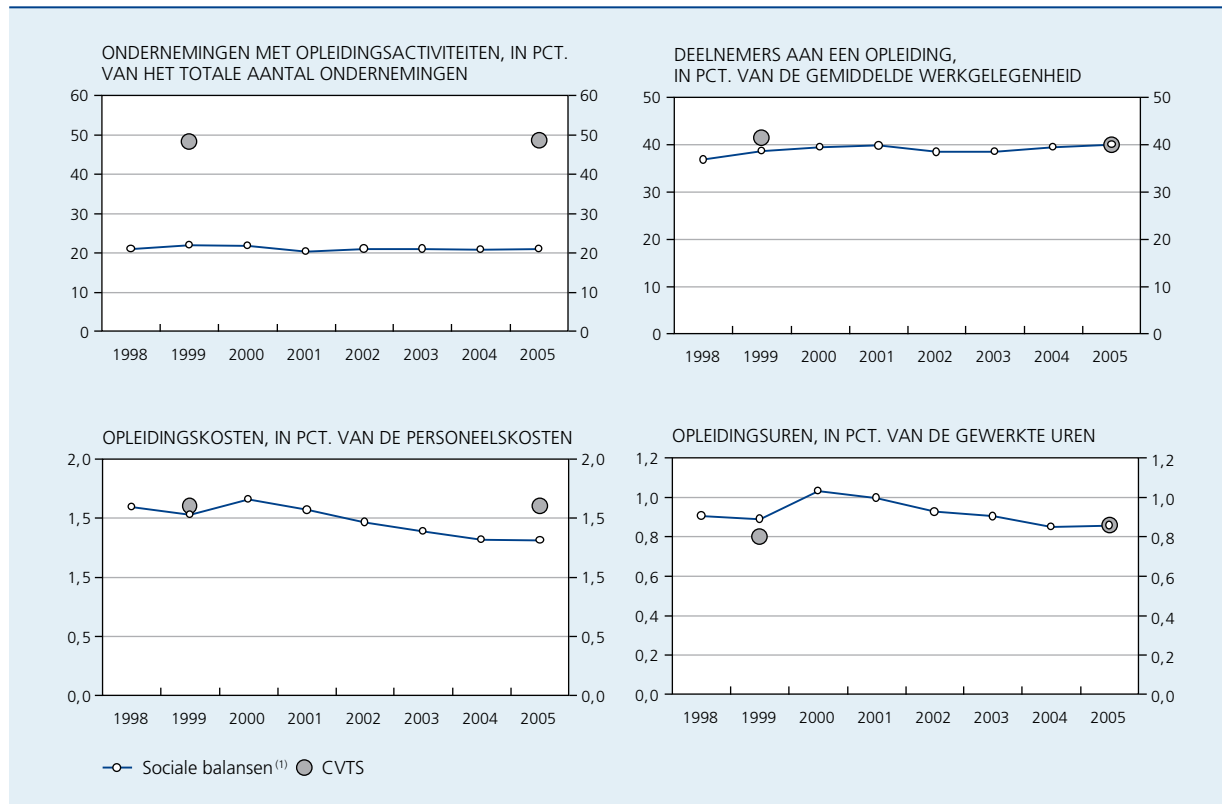 ONDERNEMINGEN MET OPLEIDINGSACTIVITEITEN, IN PCT.
VAN HET TOTALE AANTAL ONDERNEMINGEN
60 60
50 50
40 40
30 30
20 20
10 10
0 0
1998 1999 2000 2001 2002 2003 2004 2005
DEELNEMERS AAN EEN OPLEIDING,
IN PCT. VAN DE GEMIDDELDE WERKGELEGENHEID
50 50
40 40
30 30
20 20
10 10
0 0
1998 1999 2000 2001 2002 2003 2004 2005
OPLEIDINGSKOSTEN, IN PCT. VAN DE PERSONEELSKOSTEN
2,0 2,0
1,5 1,5
1,5 1,5
0,5 0,5
0,0 0,0
1998 1999 2000 2001 2002 2003 2004 2005
OPLEIDINGSUREN, IN PCT. VAN DE GEWERKTE UREN
1,2 1,2
1,0 1,0
0,8 0,8
0,6 0,6
0,4 0,4
0,2 0,2
0,0 0,0
1998 1999 2000 2001 2002 2003 2004 2005
Sociale balansen (1) CVTS